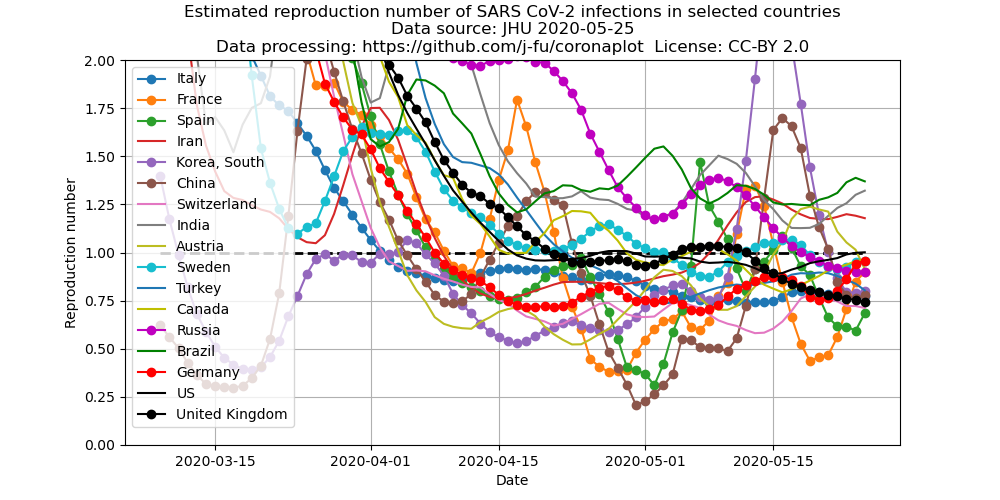 Estimated reproduction number of SARS CoV-2 infections in selected countries
Data source: JHU 2020-05-25
Data processing: https://github.com/j-fu/coronaplot  License: CC-BY 2.0
2.00
1.75
1.50
1.25
1.00
0.75
0.50
0.25
0.00
Reproduction number
Italy
France
Spain
Iran
Korea, South
China
Switzerland
India
Austria
Sweden
Turkey
Canada
Russia
Brazil
Germany
US
United Kingdom
2020-03-15
2020-04-01
2020-04-15
2020-05-01
2020-05-15
Date